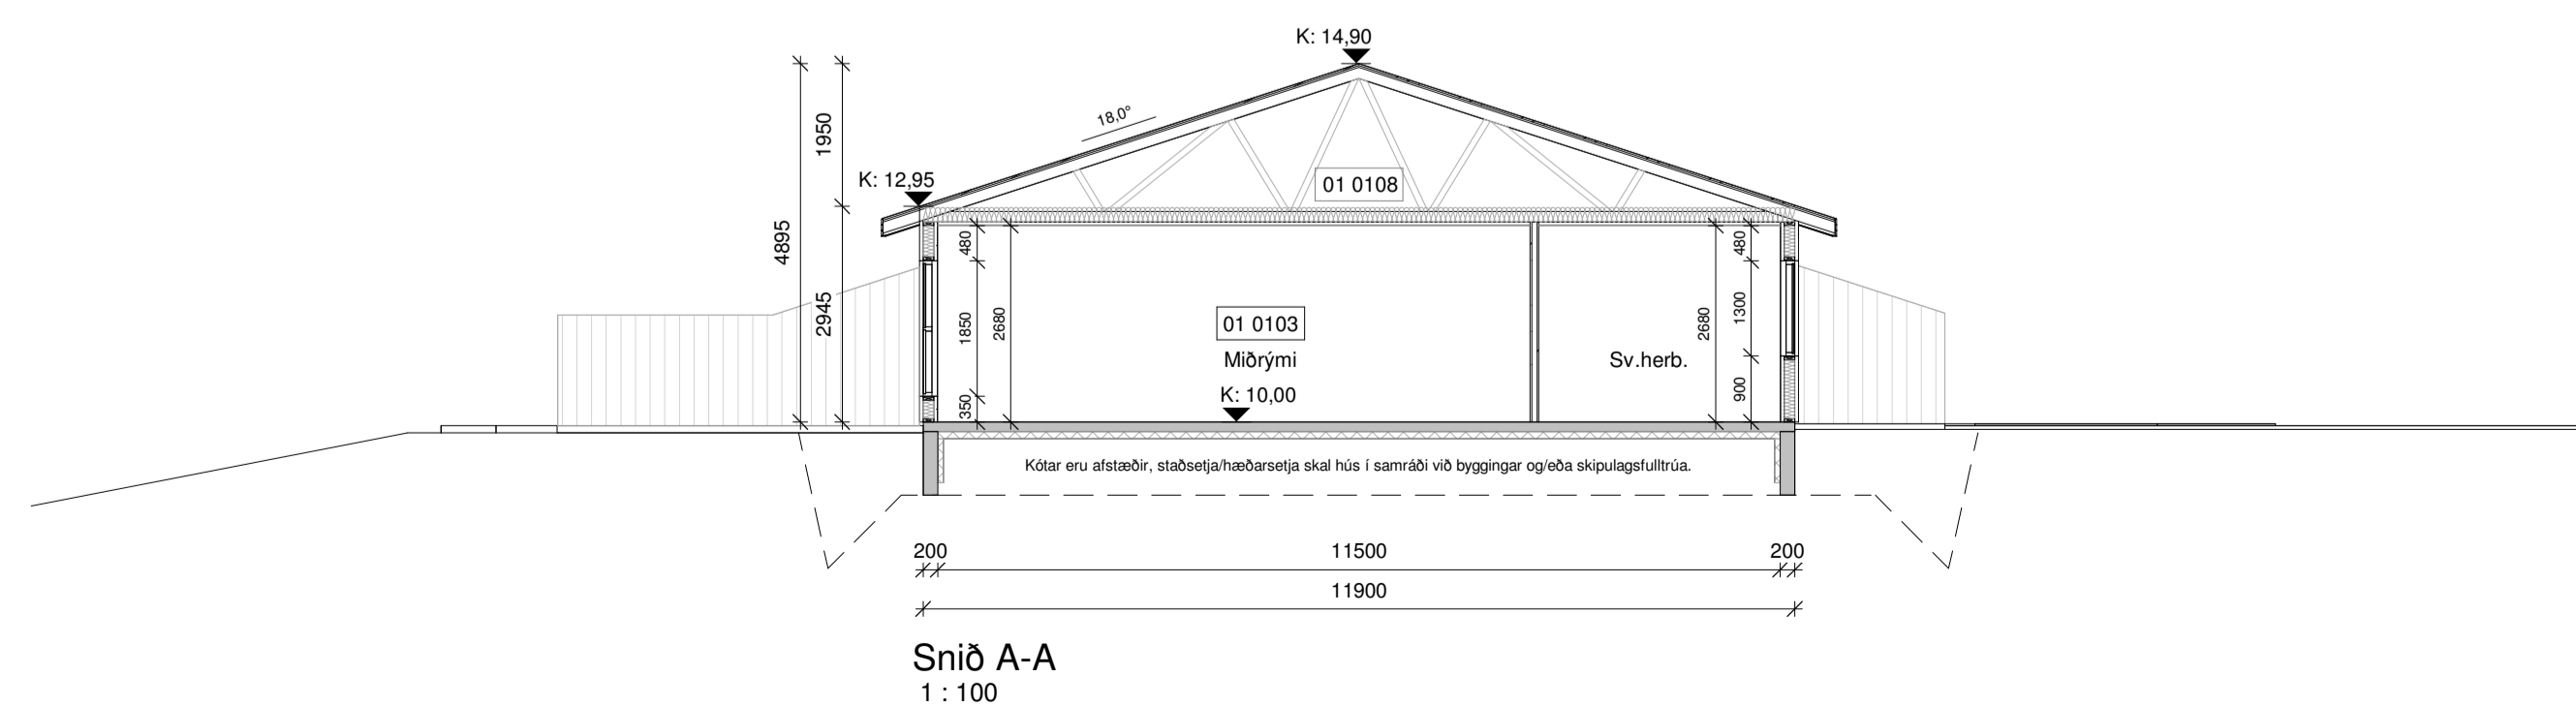 K: 14,90
18,0°
1950
K: 12,95
01 0108
4895
2945
480
1850
350
2680
01 0103
Miðrými
K: 10,00
Sv.herb.
2680
480
1300
900
Kótar eru afstæðir, staðsetja/hæðarsetja skal hús í samráði við byggingar og/eða skipulagsfulltrúa.
200 11500 200
11900
Snið A-A
1 : 100